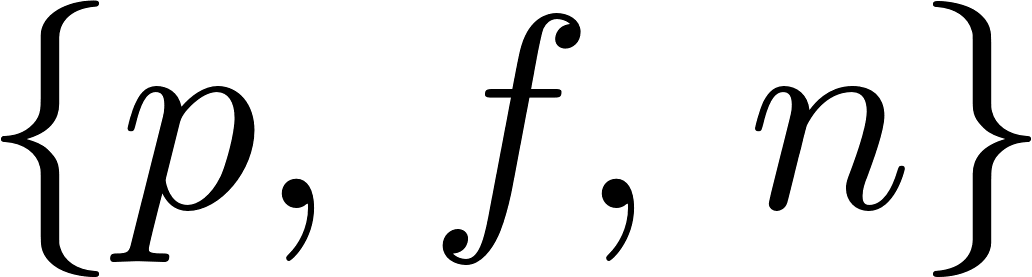 {p, f, n}